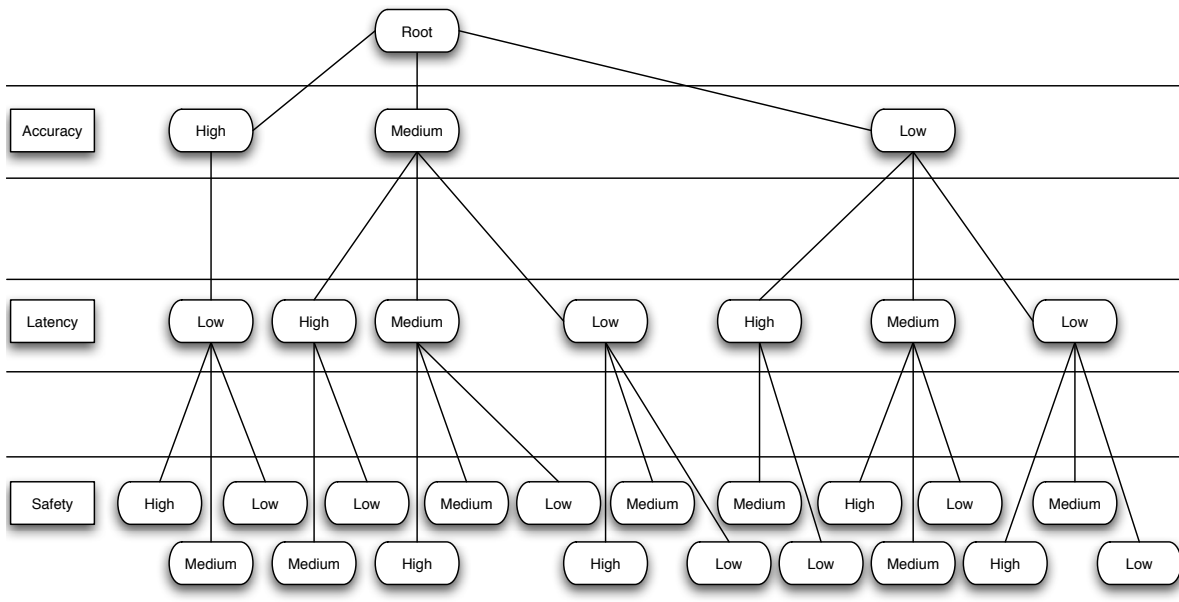 Root
Accuracy High Medium Low
Latency Low High Medium Low High Medium Low
Safety High Low Low Medium Low Medium Medium High Low Medium
Medium Medium High High Low Low Medium High Low